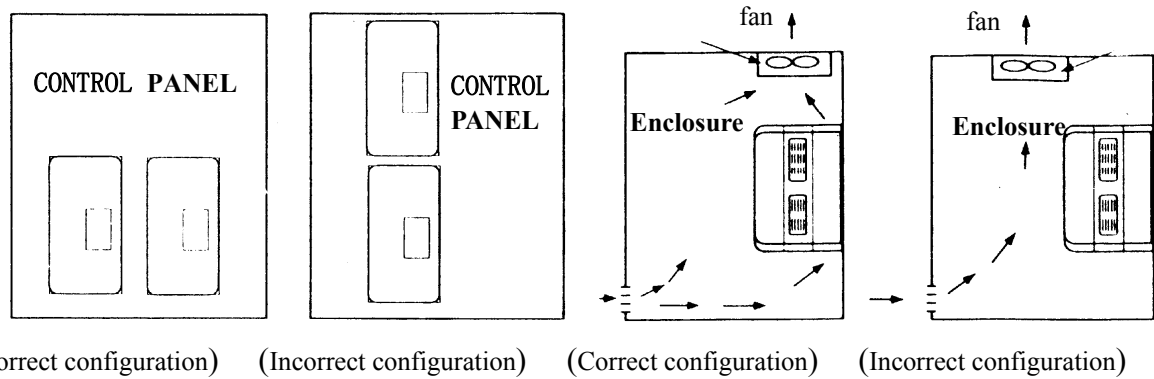 fan
fan
CONTROL PANEL
CONTROL
PANEL
Enclosure
Enclosure
orrect configuration)
(Incorrect configuration)
(Correct configuration)
(Incorrect configuration)